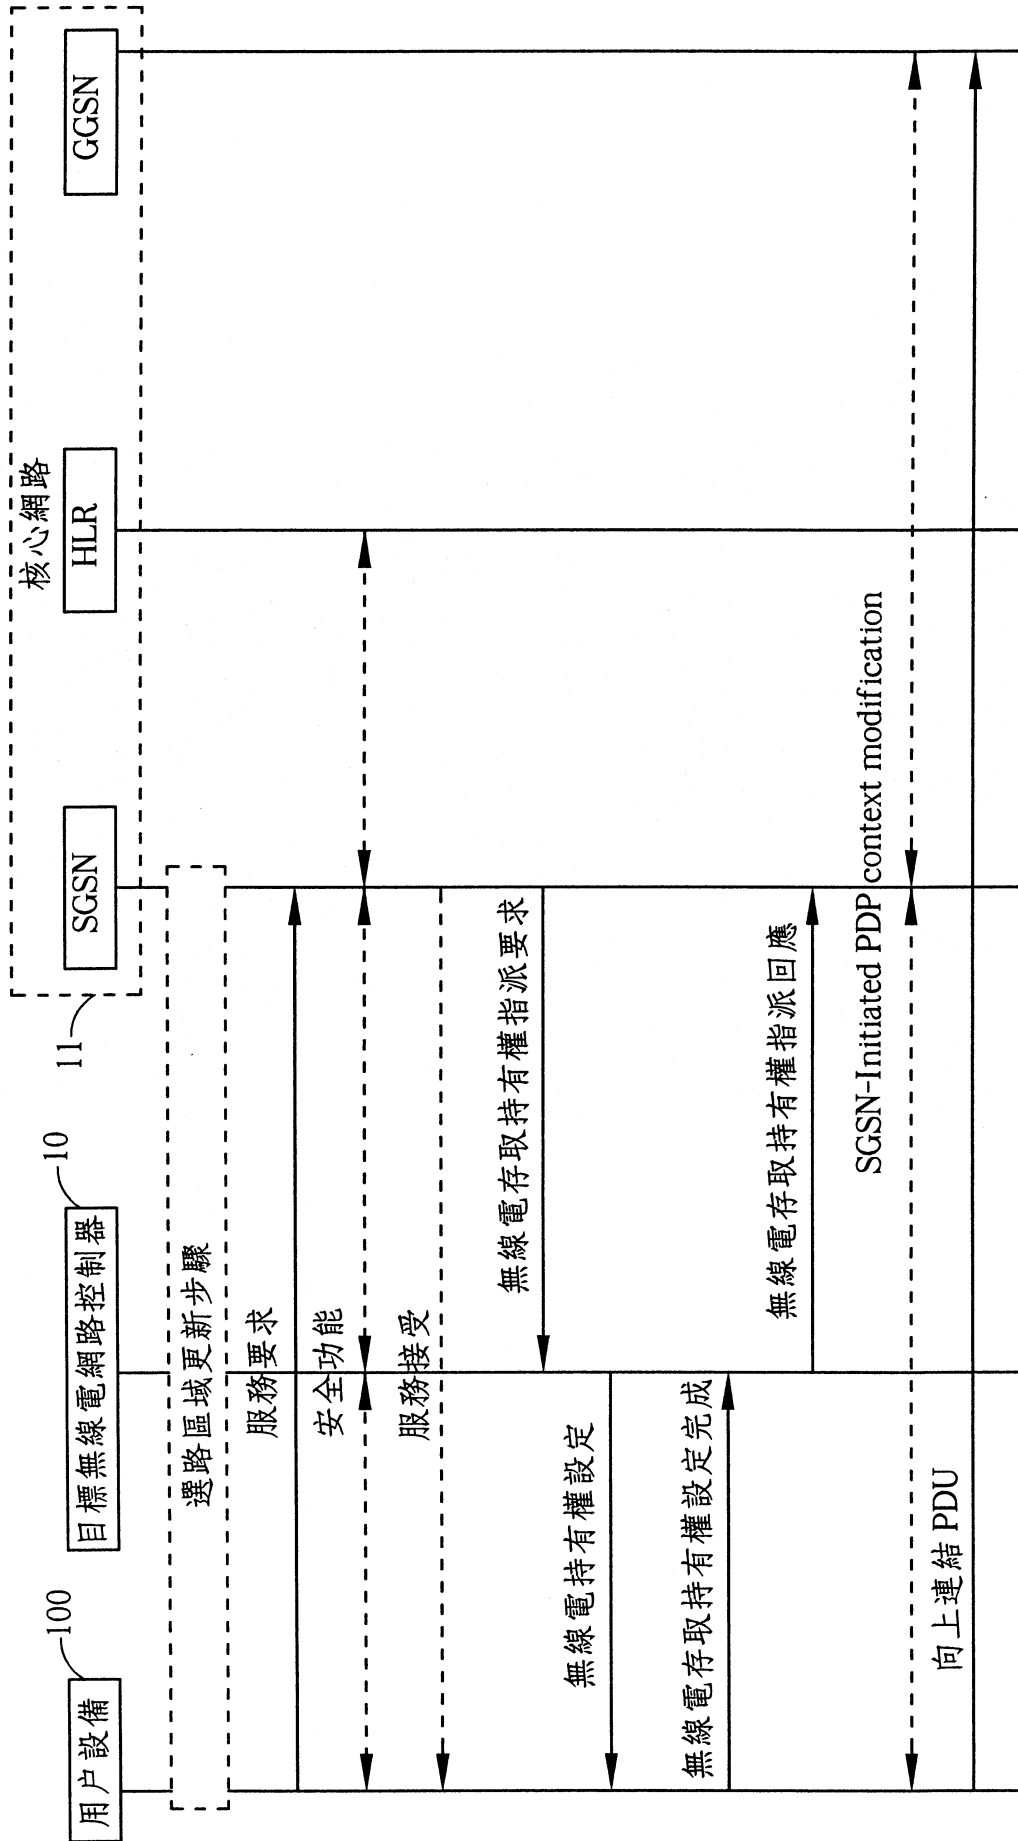 核心網路
用户設備
100
目標無線電網路控制器
10
11
SGSN
HLR
GGSN
選路區域更新步驟
服務要求
安全功能
服務接受
無線電存取持有權指派要求
無線電持有權設定
無線電存取持有權設定完成
無線電存取持有權指派回應
SGSN-Initiated PDP context modification
向上連結 PDU